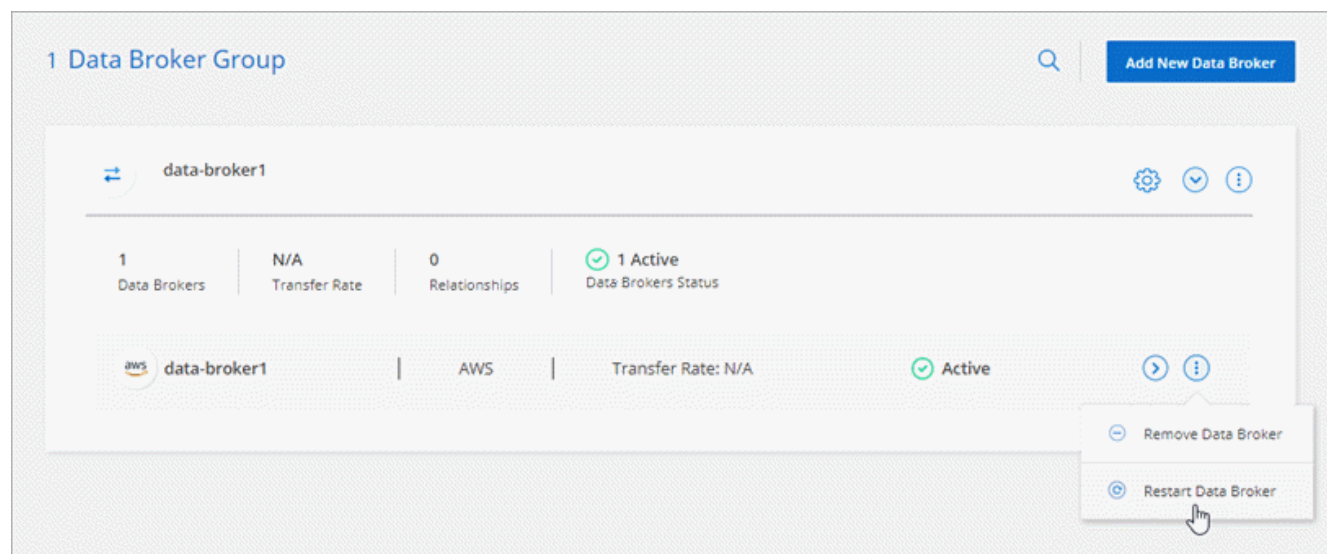 1 Data Broker Group
Add New Data Broker
data-broker1
1
Data Brokers
N/A
Transfer Rate
0
Relationships
1 Active
Data Brokers Status
aws data-broker1 | AWS | Transfer Rate: N/A Active
Remove Data Broker
Restart Data Broker